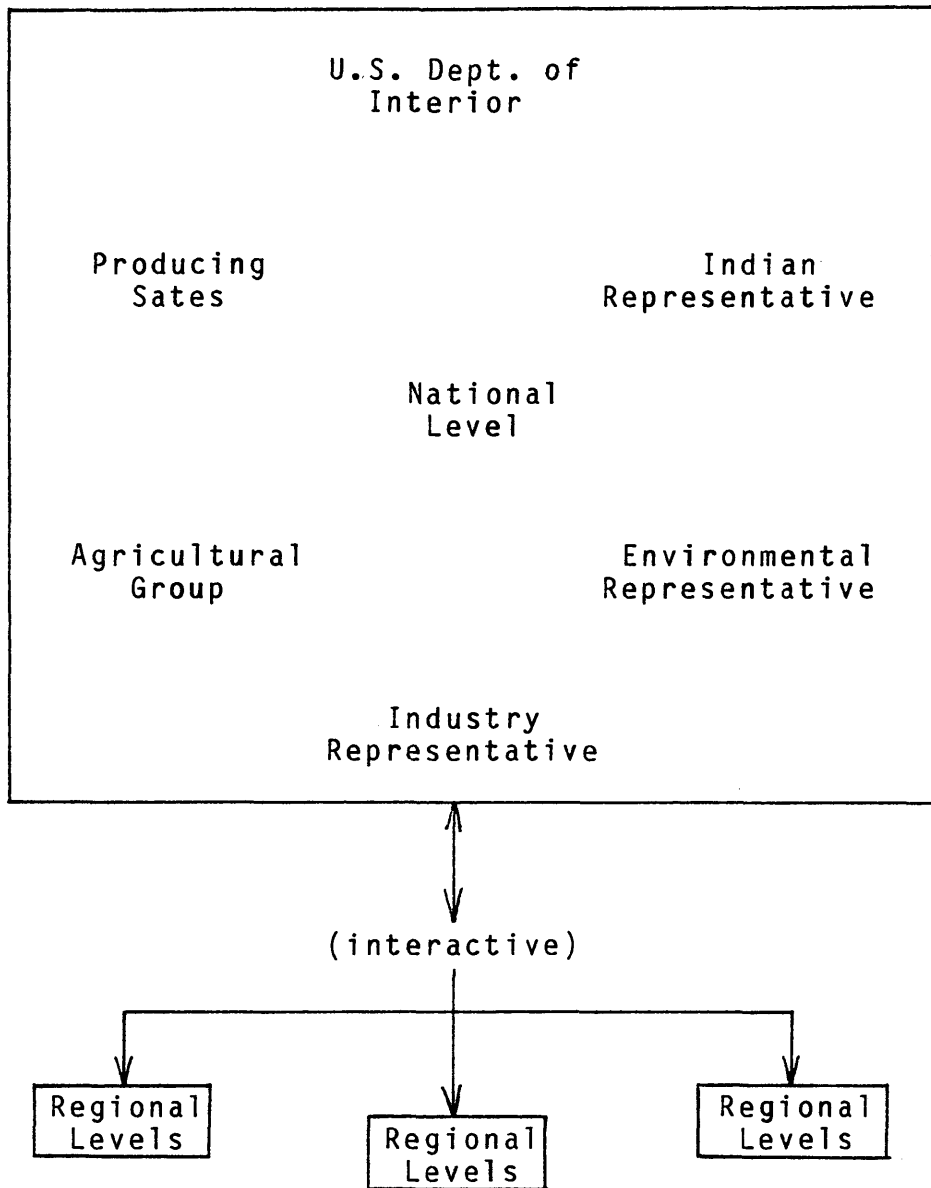 U.S. Dept. of
Interior
Producing
Sates
Indian
Representative
National
Level
Agricultural
Group
Environmental
Representative
Industry
Representative
(interactive)
Regional
Levels
Regional
Levels
Regional
Levels